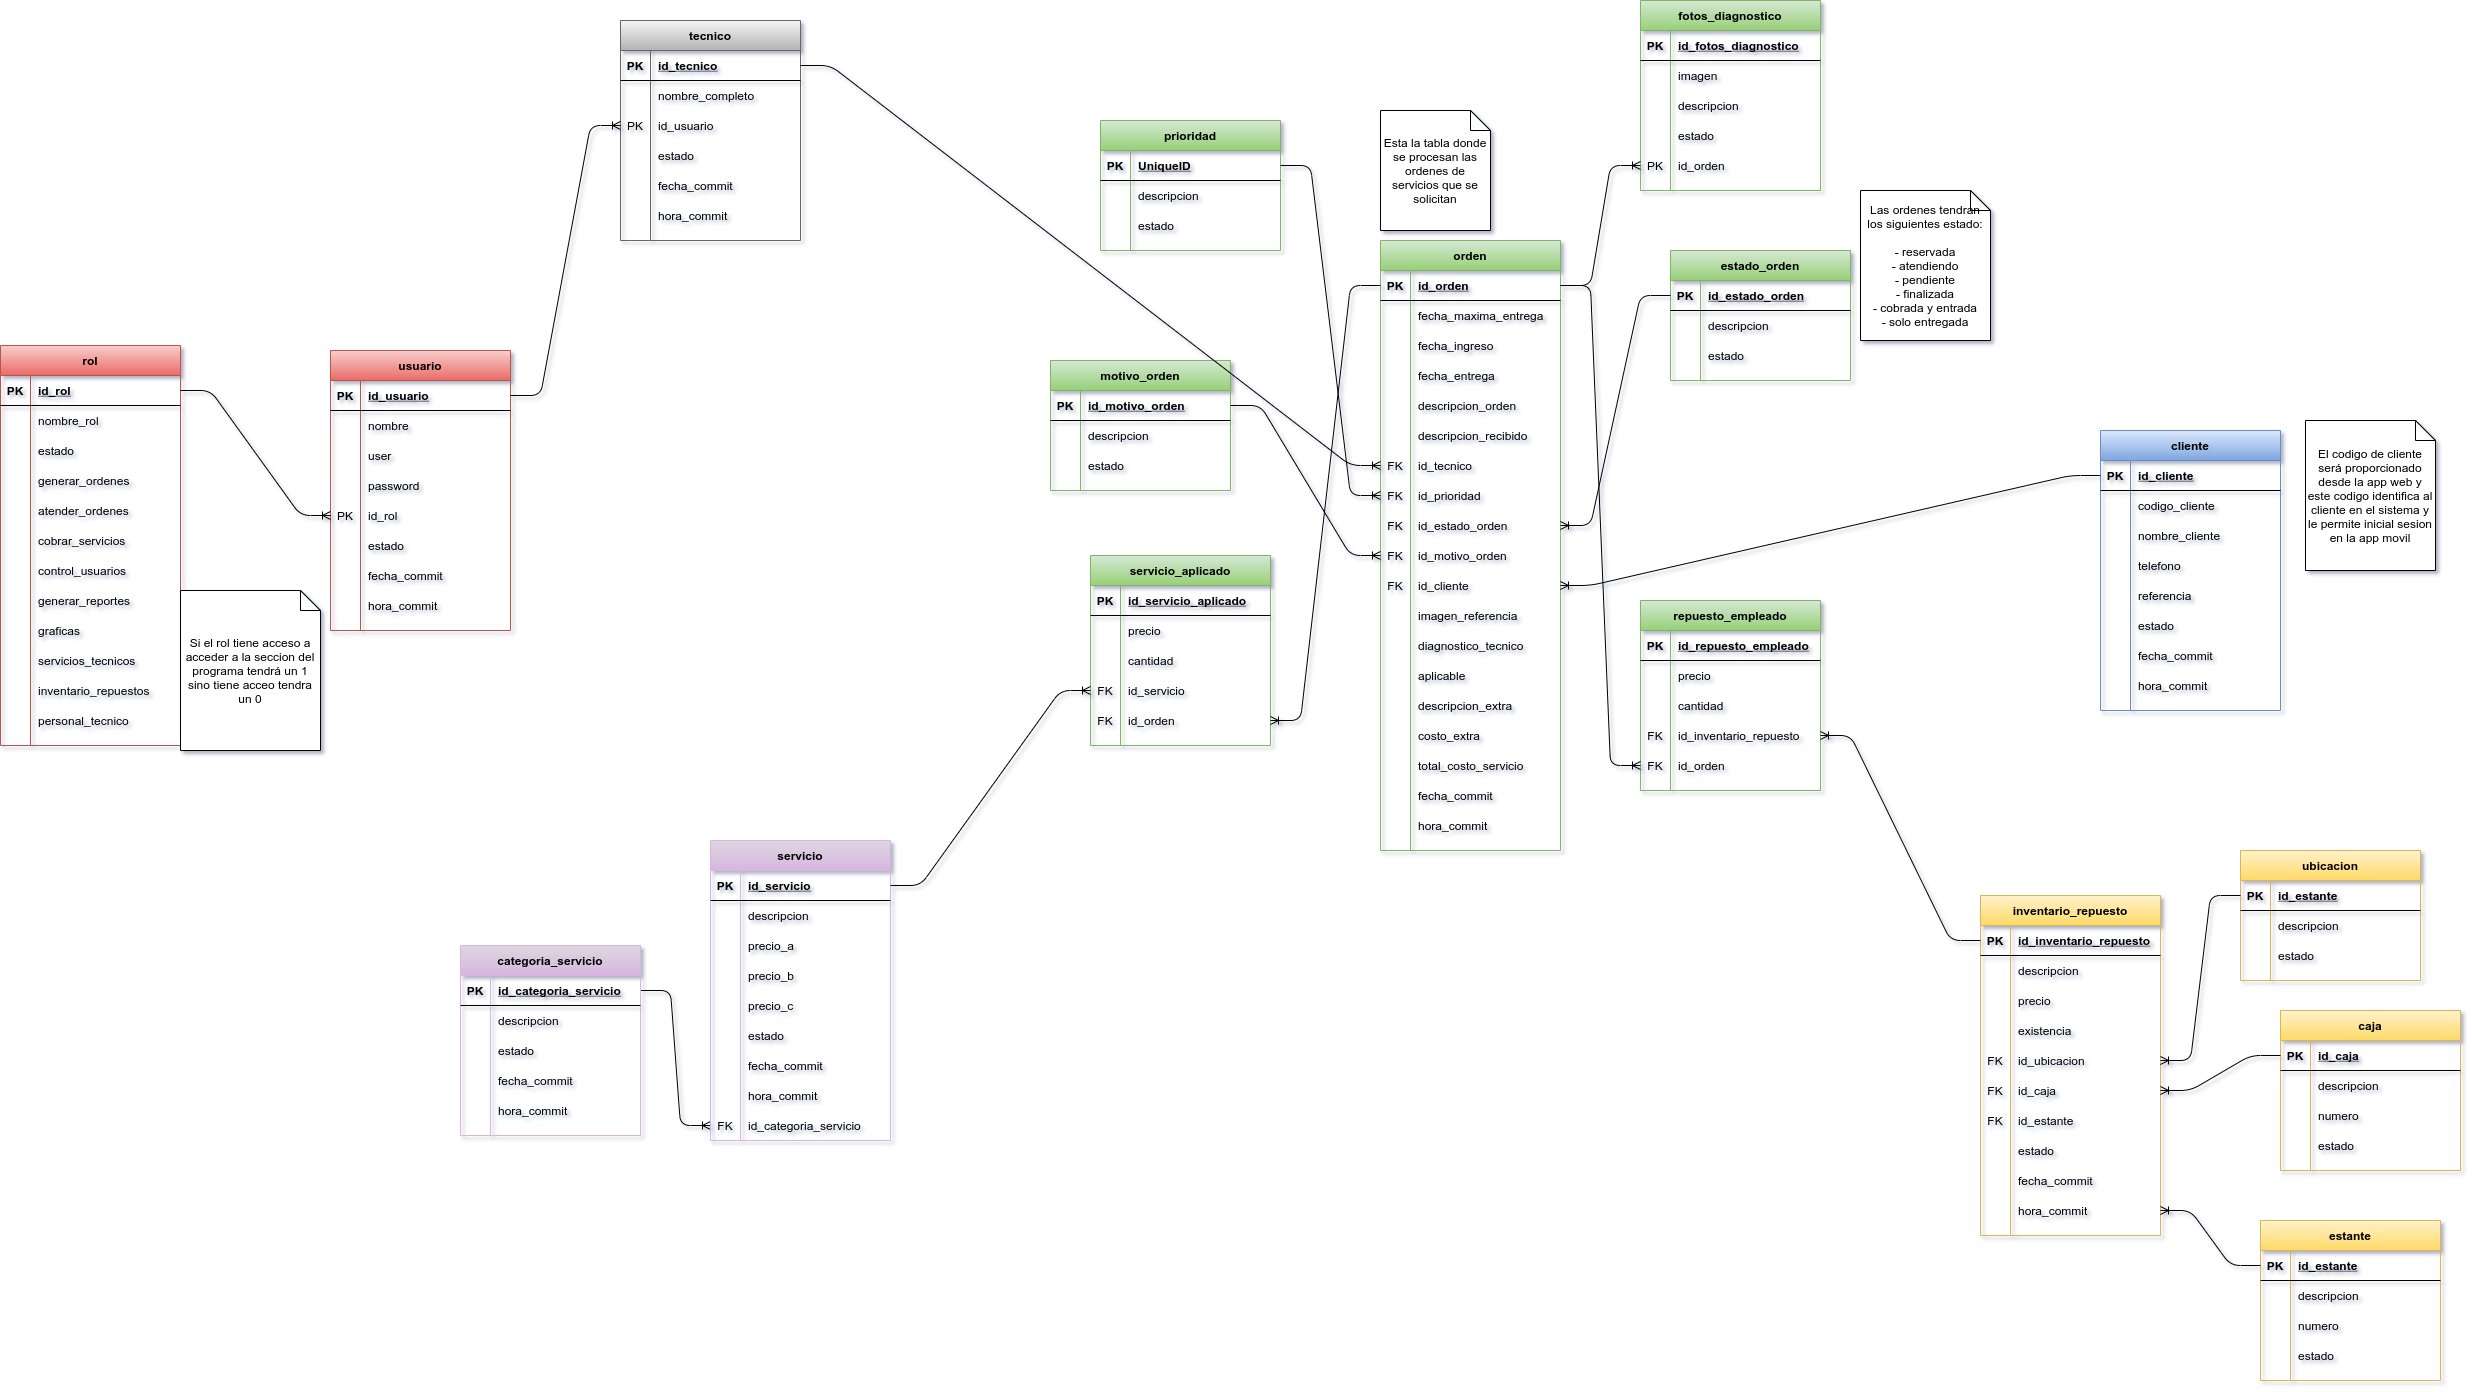 tecnico
PK id_tecnico
nombre_completo
PK id_usuario
estado
fecha_commit
hora_commit
fotos_diagnostico
PK id_fotos_diagnostico
imagen
descripcion
estado
PK id_orden
prioridad
PK UniqueID
descripcion
estado
Esta la tabla donde
se procesan las
ordenes de
servicios que se
solicitan
Las ordenes tendran
los siguientes estado:
- reservada
- atendiendo
- pendiente
- finalizada
- cobrada y entrada
- solo entregada
orden
PK id_orden
fecha_maxima_entrega
fecha_ingreso
fecha_entrega
descripcion_orden
descripcion_recibido
FK id_tecnico
FK id_prioridad
FK id_estado_orden
FK id_motivo_orden
FK id_cliente
imagen_referencia
diagnostico_tecnico
aplicable
descripcion_extra
costo_extra
total_costo_servicio
fecha_commit
hora_commit
estado_orden
PK id_estado_orden
descripcion
estado
rol
PK id_rol
nombre_rol
estado
generar_ordenes
atender_ordenes
cobrar_servicios
control_usuarios
generar_reportes
graficas
servicios_tecnicos
inventario_repuestos
personal_tecnico
Si el rol tiene acceso a
acceder a la seccion del
programa tendrá un 1
sino tiene acceo tendra
un 0
usuario
PK id_usuario
nombre
user
password
PK id_rol
estado
fecha_commit
hora_commit
motivo_orden
PK id_motivo_orden
descripcion
estado
cliente
PK id_cliente
codigo_cliente
nombre_cliente
telefono
referencia
estado
fecha_commit
hora_commit
El codigo de cliente
será proporcionado
desde la app web y
este codigo identifica al
cliente en el sistema y
le permite inicial sesion
en la app movil
servicio_aplicado
PK id_servicio_aplicado
precio
cantidad
FK id_servicio
FK id_orden
repuesto_empleado
PK id_repuesto_empleado
precio
cantidad
FK id_inventario_repuesto
FK id_orden
servicio
PK id_servicio
descripcion
precio_a
precio_b
precio_c
estado
fecha_commit
hora_commit
FK id_categoria_servicio
categoria_servicio
PK id_categoria_servicio
descripcion
estado
fecha_commit
hora_commit
inventario_repuesto
PK id_inventario_repuesto
descripcion
precio
existencia
FK id_ubicacion
FK id_caja
FK id_estante
estado
fecha_commit
hora_commit
ubicacion
PK id_estante
descripcion
estado
caja
PK id_caja
descripcion
numero
estado
estante
PK id_estante
descripcion
numero
estado